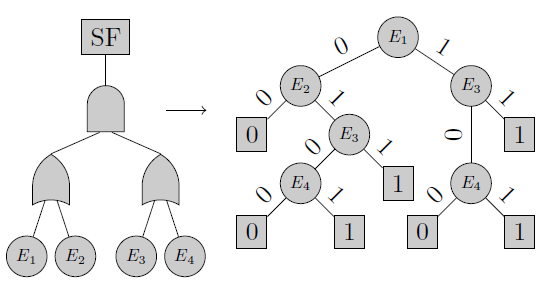 SF
E₁ E₂ E₃ E₄
E₁
0 1
E₂ E₃
0 1 0 1
0 E₃ 1
0 1
E₄ 1 E₄
0 1 0 1
0 1 0 1